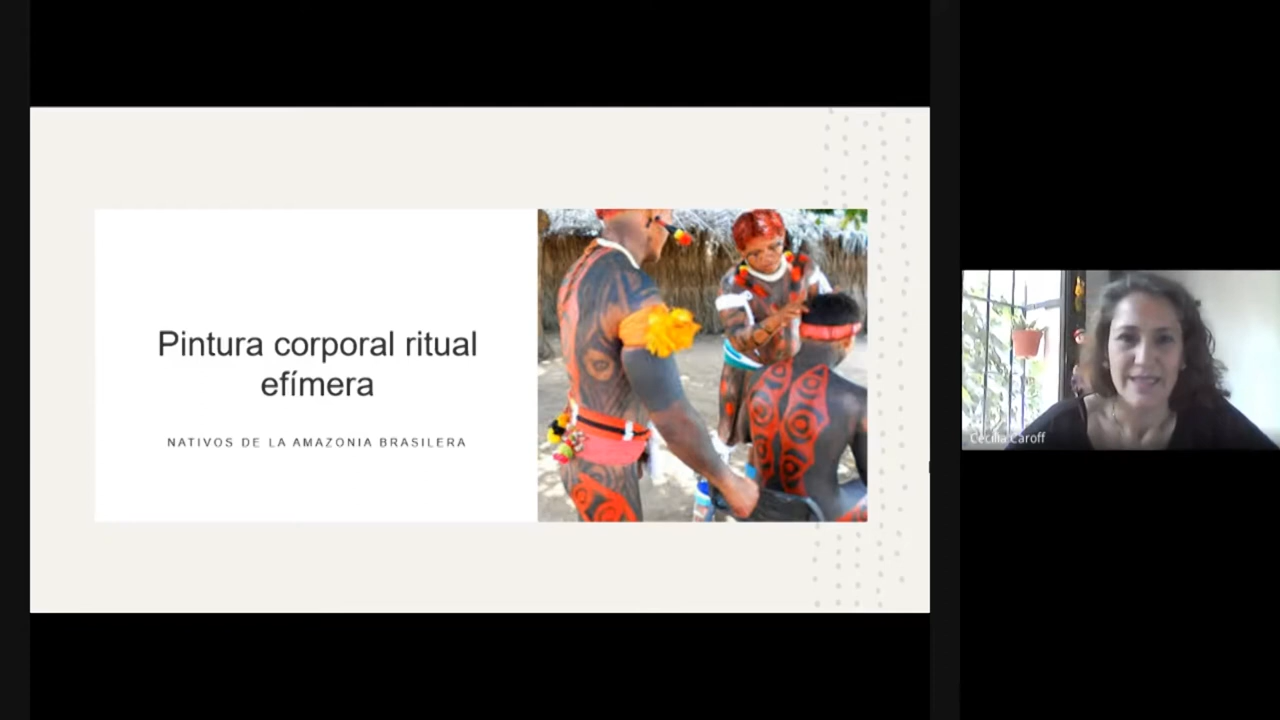 Pintura corporal ritual
efímera
NATIVOS DE LA AMAZONIA BRASILERA
Cecilia Caroff